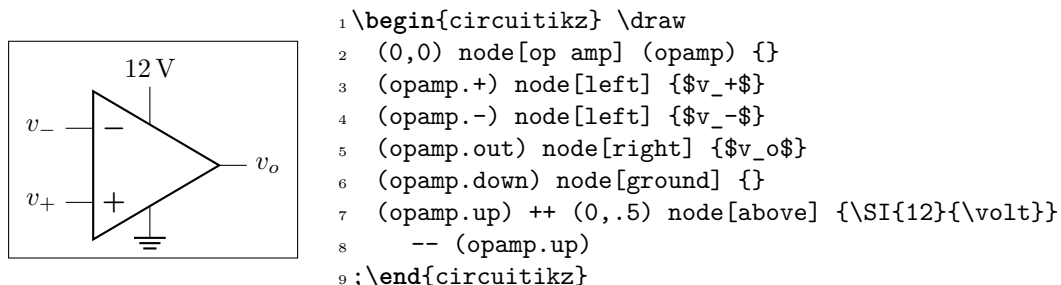 12 V
v₋
−
v₊
+
vₒ
1 \begin{circuitikz} \draw
2 (0,0) node[op amp] (opamp) {}
3 (opamp.+) node[left] {$v_+$}
4 (opamp.-) node[left] {$v_-$}
5 (opamp.out) node[right] {$v_o$}
6 (opamp.down) node[ground] {}
7 (opamp.up) ++ (0,.5) node[above] {\SI{12}{\volt}}
8 -- (opamp.up)
9 ;\end{circuitikz}